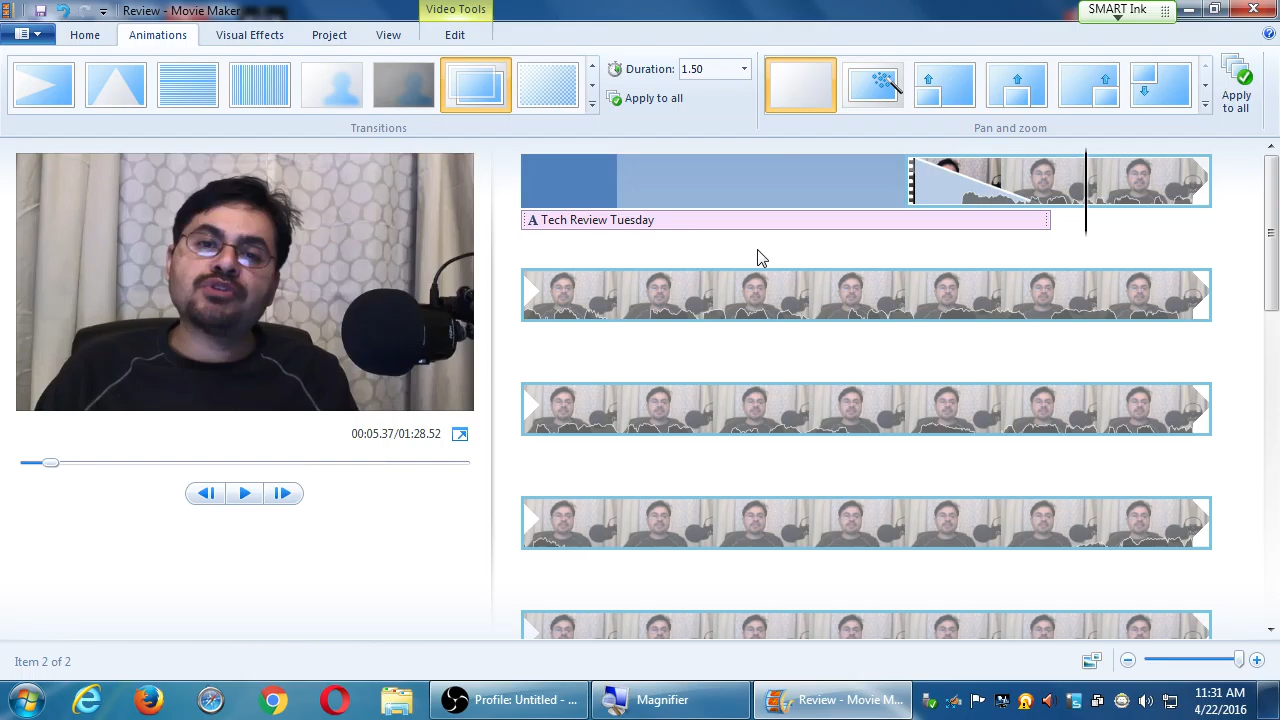 Review - Movie Maker
Video Tools
SMART Ink
Home
Animations
Visual Effects
Project
View
Edit
Duration: 1.50
Apply to all
Apply
to all
Transitions
Pan and zoom
A Tech Review Tuesday
00:05.37/01:28.52
Item 2 of 2
Profile: Untitled - ...
Magnifier
Review - Movie M...
11:31 AM
4/22/2016